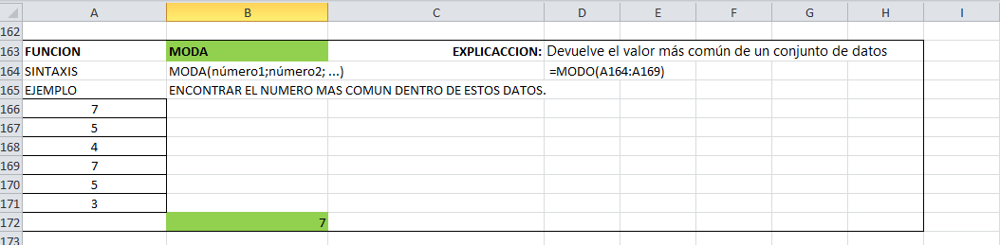 A B C D E F G H I
162
163 FUNCION MODA EXPLICACCION: Devuelve el valor más común de un conjunto de datos
164 SINTAXIS MODA(número1;número2; ...) =MODO(A164:A169)
165 EJEMPLO ENCONTRAR EL NUMERO MAS COMUN DENTRO DE ESTOS DATOS.
166 7
167 5
168 4
169 7
170 5
171 3
172 7
173